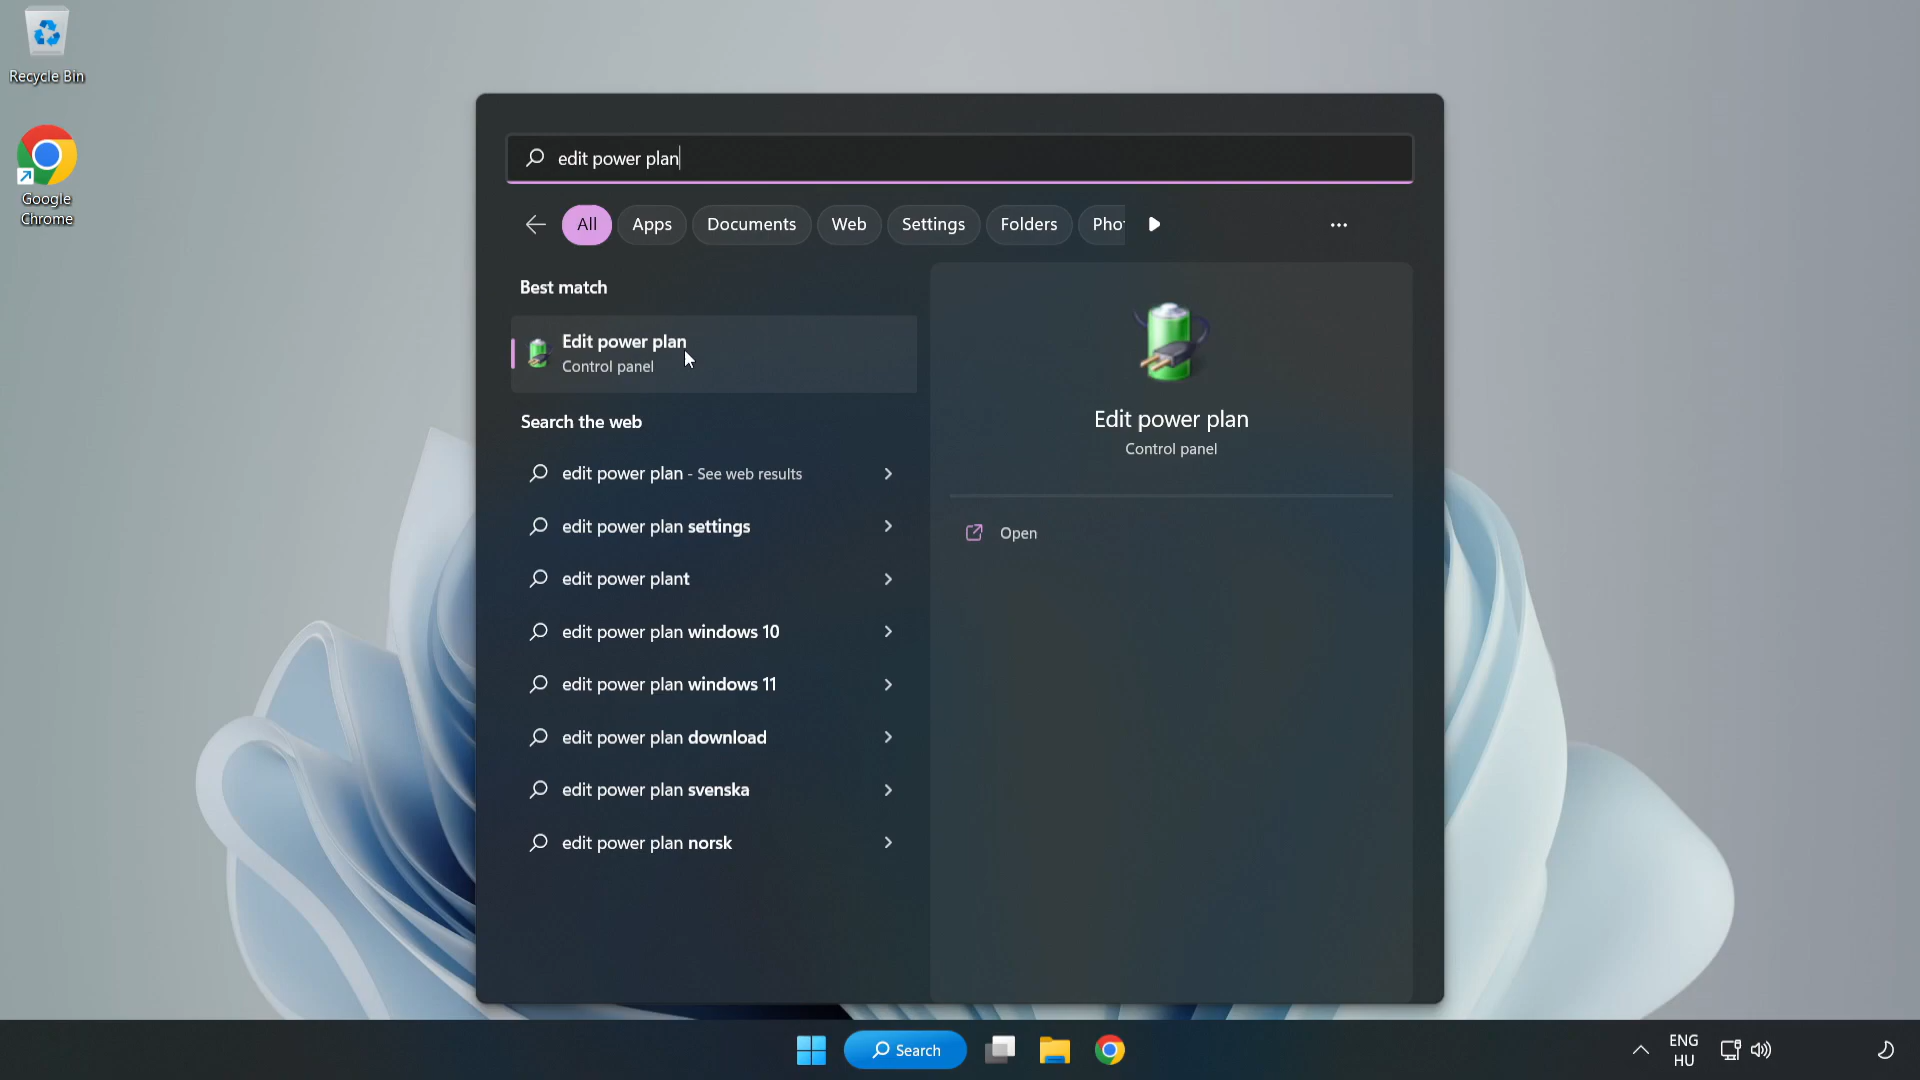 Recycle Bin
Google
Chrome
edit power plan
All
Apps
Documents
Web
Settings
Folders
Best match
Edit power plan
Control panel
Search the web
edit power plan - See web results
edit power plan settings
edit power plant
edit power plan windows 10
edit power plan windows 11
edit power plan download
edit power plan svenska
edit power plan norsk
Edit power plan
Control panel
Open
Search
ENG
HU